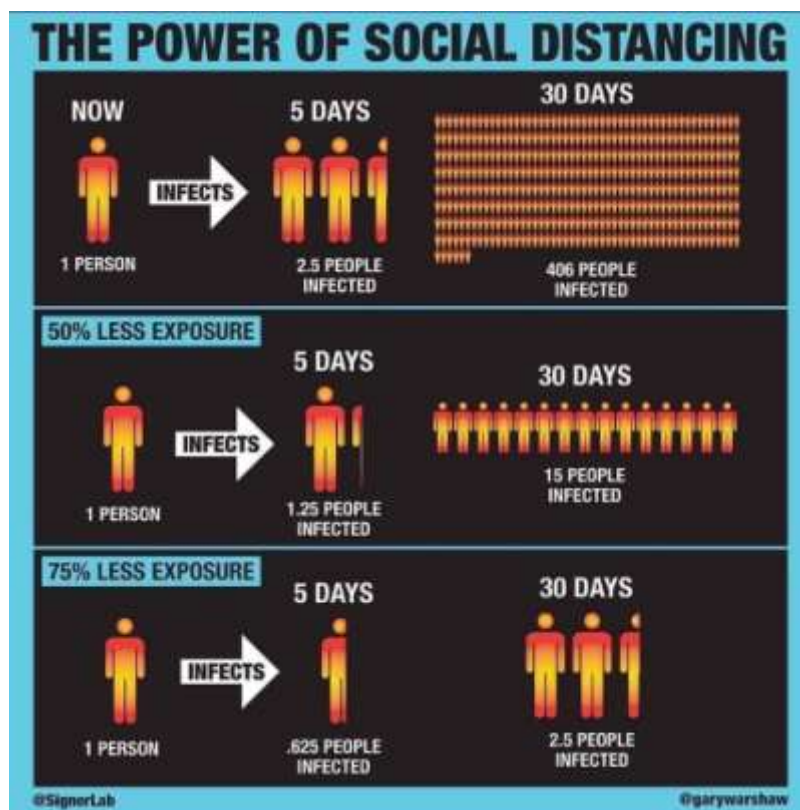 THE POWER OF SOCIAL DISTANCING
NOW
5 DAYS
30 DAYS
INFECTS
1 PERSON
2.5 PEOPLE
INFECTED
406 PEOPLE
INFECTED
50% LESS EXPOSURE
5 DAYS
30 DAYS
INFECTS
1 PERSON
1.25 PEOPLE
INFECTED
15 PEOPLE
INFECTED
75% LESS EXPOSURE
5 DAYS
30 DAYS
INFECTS
1 PERSON
.625 PEOPLE
INFECTED
2.5 PEOPLE
INFECTED
@SignerLab
@garywarshaw